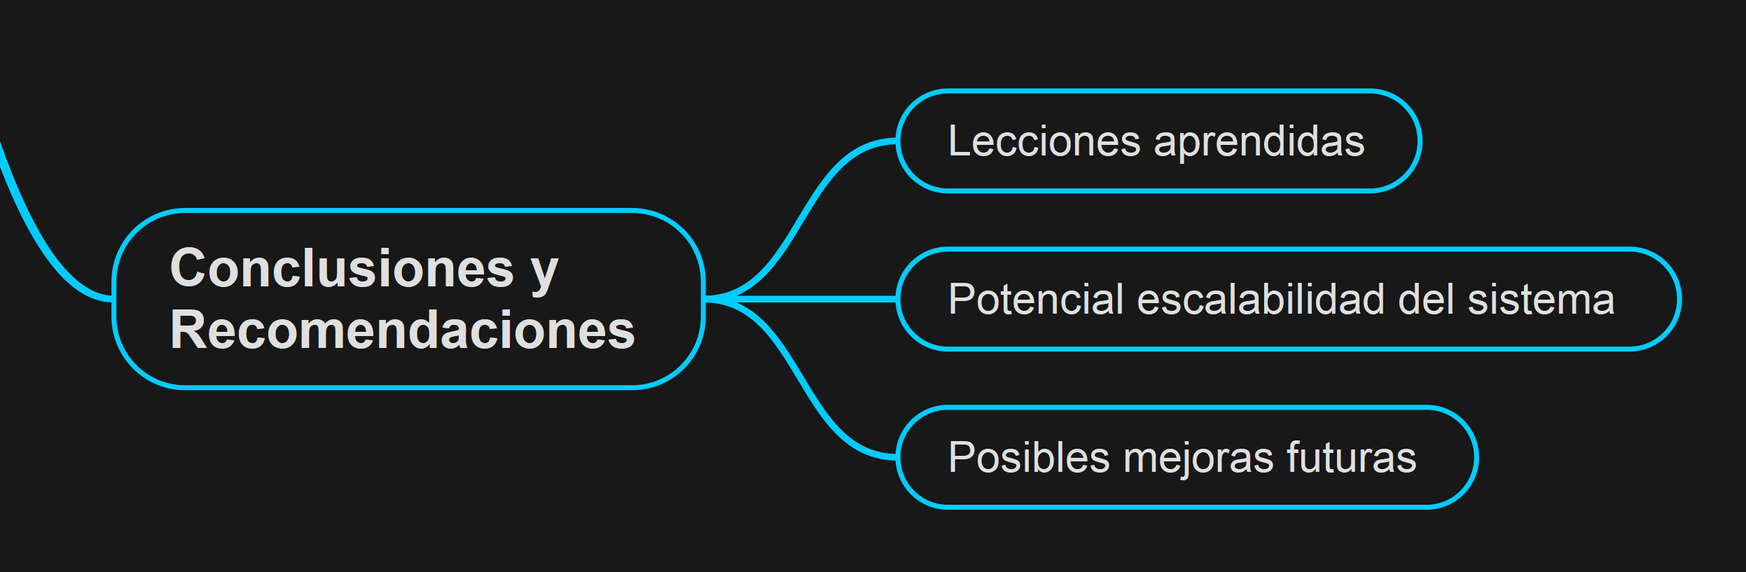 Conclusiones y
Recomendaciones
Lecciones aprendidas
Potencial escalabilidad del sistema
Posibles mejoras futuras